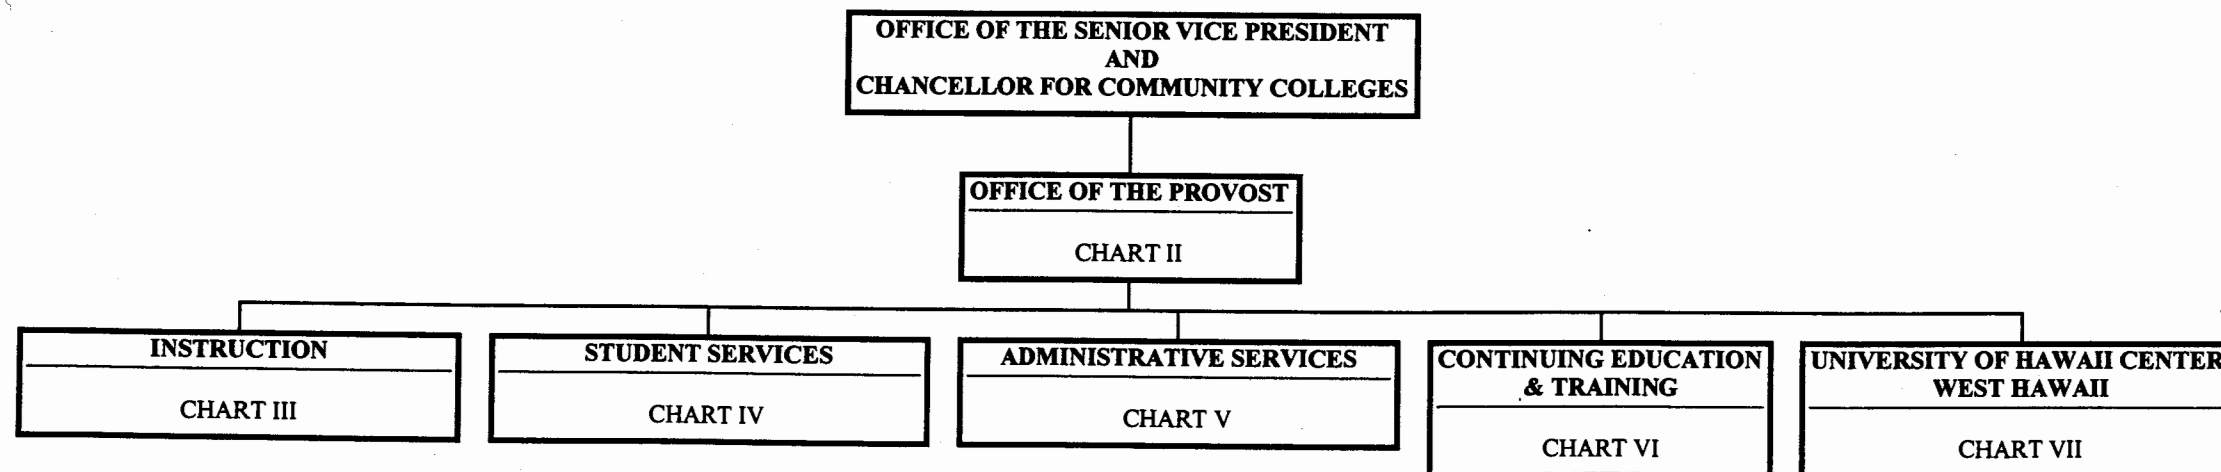 OFFICE OF THE SENIOR VICE PRESIDENT
AND
CHANCELLOR FOR COMMUNITY COLLEGES
OFFICE OF THE PROVOST
CHART II
INSTRUCTION
CHART III
STUDENT SERVICES
CHART IV
ADMINISTRATIVE SERVICES
CHART V
CONTINUING EDUCATION
& TRAINING
CHART VI
UNIVERSITY OF HAWAII CENTER
WEST HAWAII
CHART VII